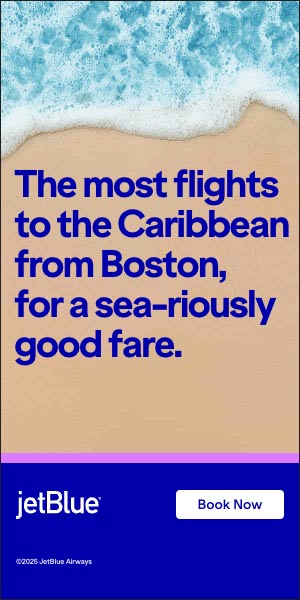 The most flights
to the Caribbean
from Boston,
for a sea-riously
good fare.
jetBlue
Book Now
©2025 JetBlue Airways